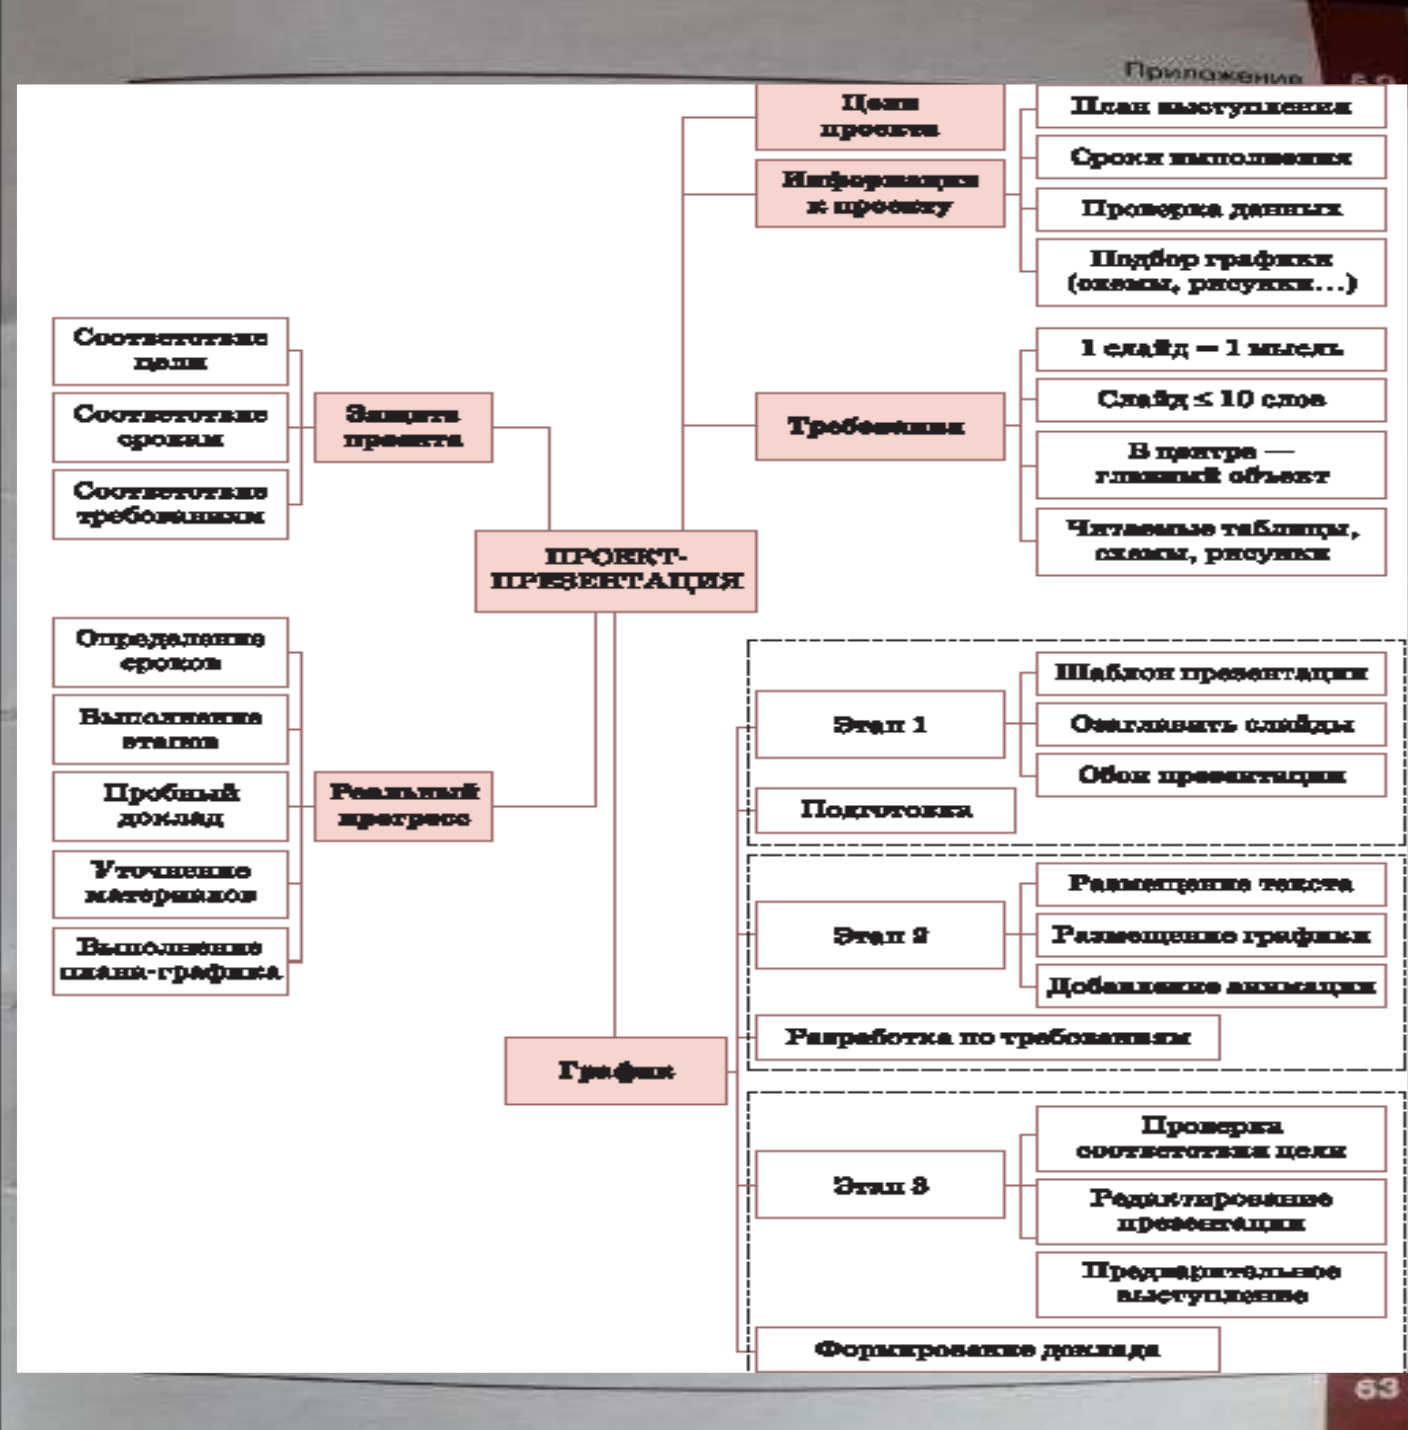 Приложение
Цели
проекта
Информация
к проекту
План выступления
Сроки выполнения
Проверка данных
Подбор графики
(схемы, рисунки...)
Требования
1 слайд — 1 мысль
Слайд ≤ 10 слов
В центре —
главный объект
Читаемые таблицы,
схемы, рисунки
Соответствие
цели
Соответствие
срокам
Соответствие
требованиям
Защита
проекта
ПРОЕКТ-
ПРЕЗЕНТАЦИЯ
Определение
сроков
Выполнение
этапов
Пробный
доклад
Уточнение
материалов
Выполнение
плана-графика
Реальный
прогресс
График
Этап 1
Шаблон презентации
Озаглавить слайды
Обои презентации
Подготовка
Этап 2
Размещение текста
Размещение графики
Добавление анимации
Разработка по требованиям
Этап 3
Проверка
соответствия цели
Редактирование
презентации
Предварительное
выступление
Формирование доклада
63